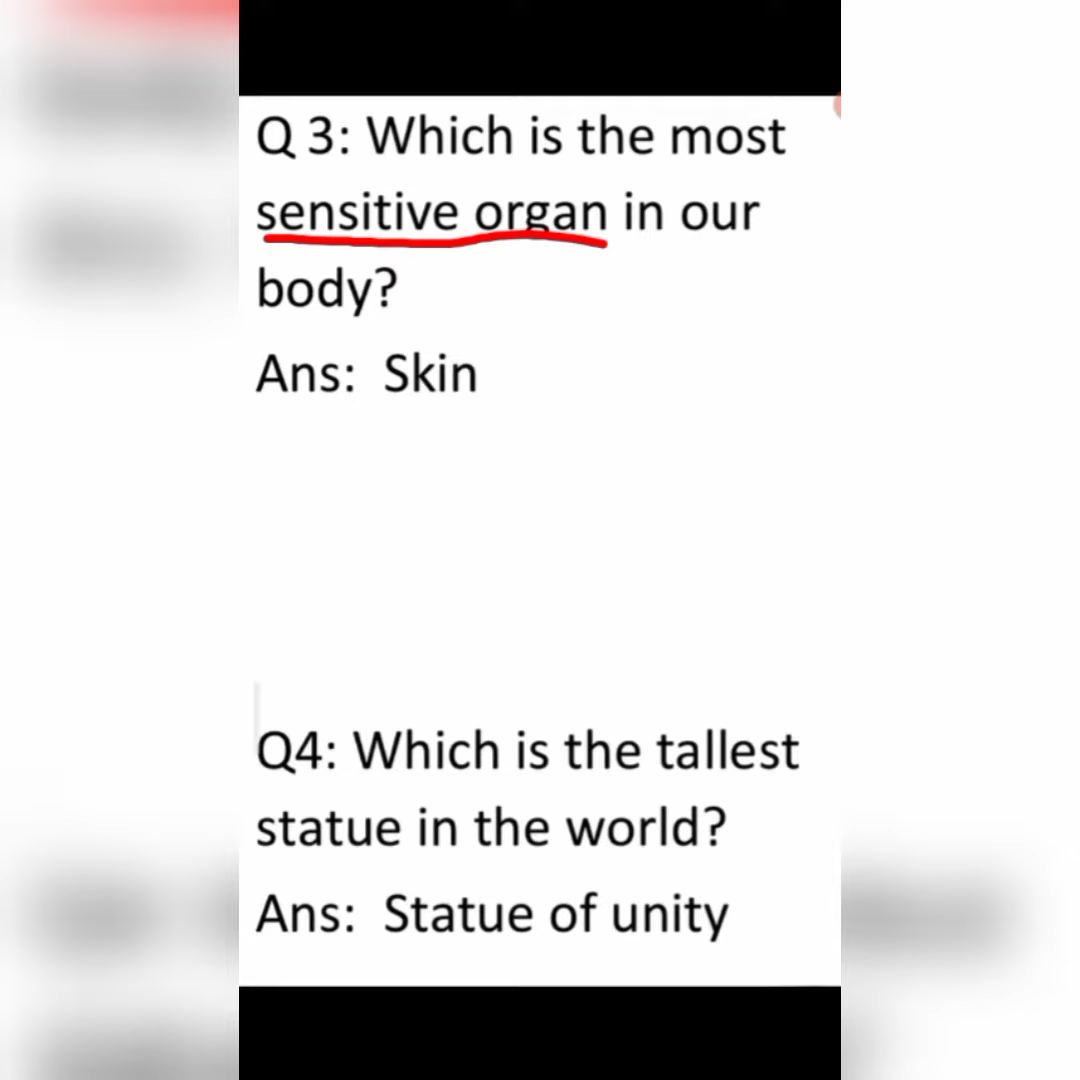 Q 3: Which is the most
sensitive organ in our
body?
Ans: Skin
Q4: Which is the tallest
statue in the world?
Ans: Statue of unity